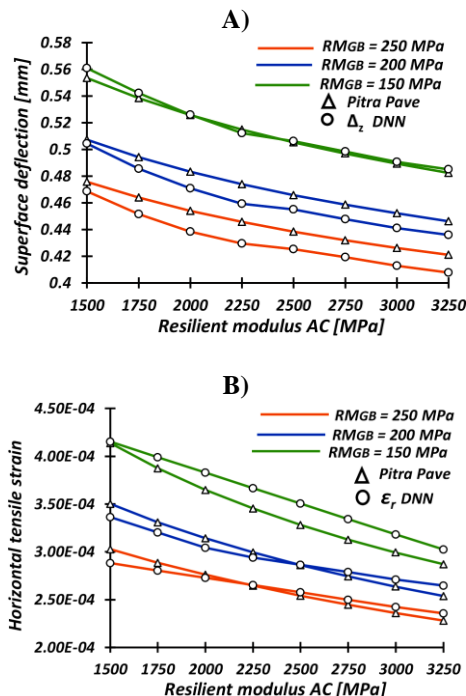 A)
RMGB = 250 MPa
RMGB = 200 MPa
RMGB = 150 MPa
Pitra Pave
Δz DNN
Superface deflection [mm]
0.58
0.56
0.54
0.52
0.5
0.48
0.46
0.44
0.42
0.4
1500 1750 2000 2250 2500 2750 3000 3250
Resilient modulus AC [MPa]
B)
RMGB = 250 MPa
RMGB = 200 MPa
RMGB = 150 MPa
Pitra Pave
εr DNN
Horizontal tensile strain
4.50E-04
4.00E-04
3.50E-04
3.00E-04
2.50E-04
2.00E-04
1500 1750 2000 2250 2500 2750 3000 3250
Resilient modulus AC [MPa]